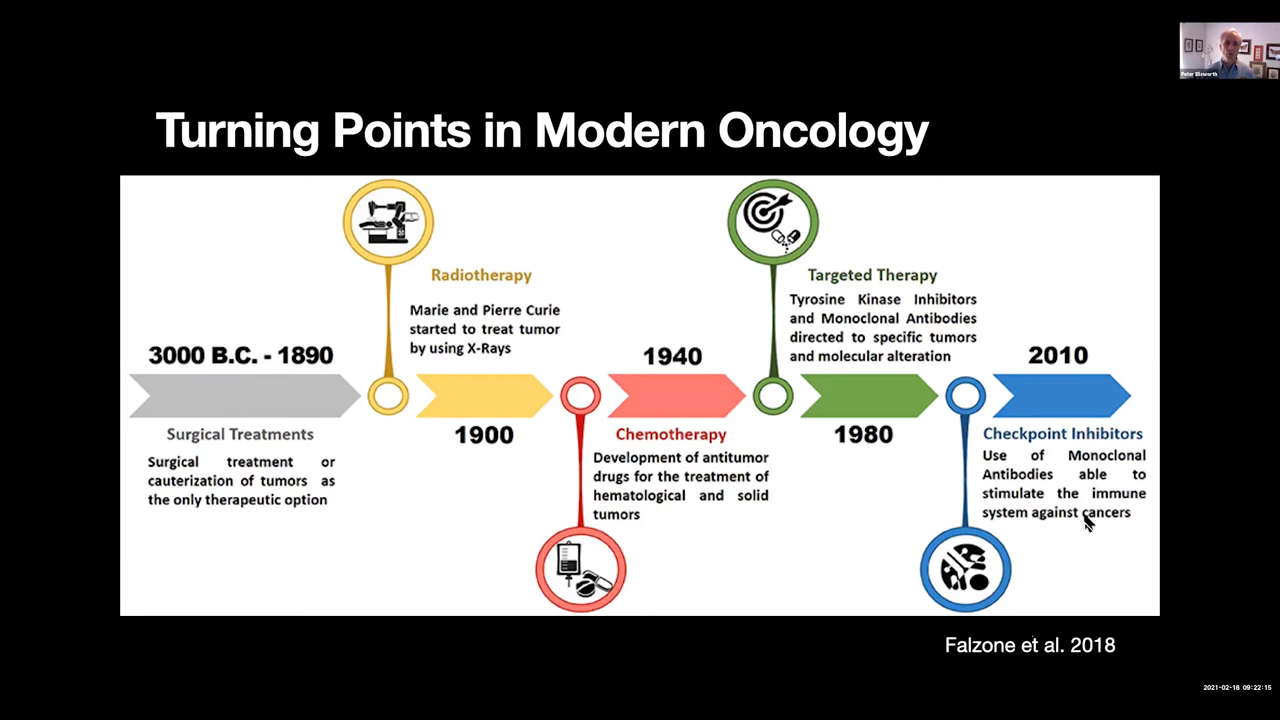 Peter Ellsworth
Turning Points in Modern Oncology
3000 B.C. - 1890
Surgical Treatments
Surgical treatment or
cauterization of tumors as
the only therapeutic option
Radiotherapy
Marie and Pierre Curie
started to treat tumor
by using X-Rays
1900
1940
Chemotherapy
Development of antitumor
drugs for the treatment of
hematological and solid
tumors
Targeted Therapy
Tyrosine Kinase Inhibitors
and Monoclonal Antibodies
directed to specific tumors
and molecular alteration
1980
2010
Checkpoint Inhibitors
Use of Monoclonal
Antibodies able to
stimulate the immune
system against cancers
Falzone et al. 2018
2021-02-18 09:22:15